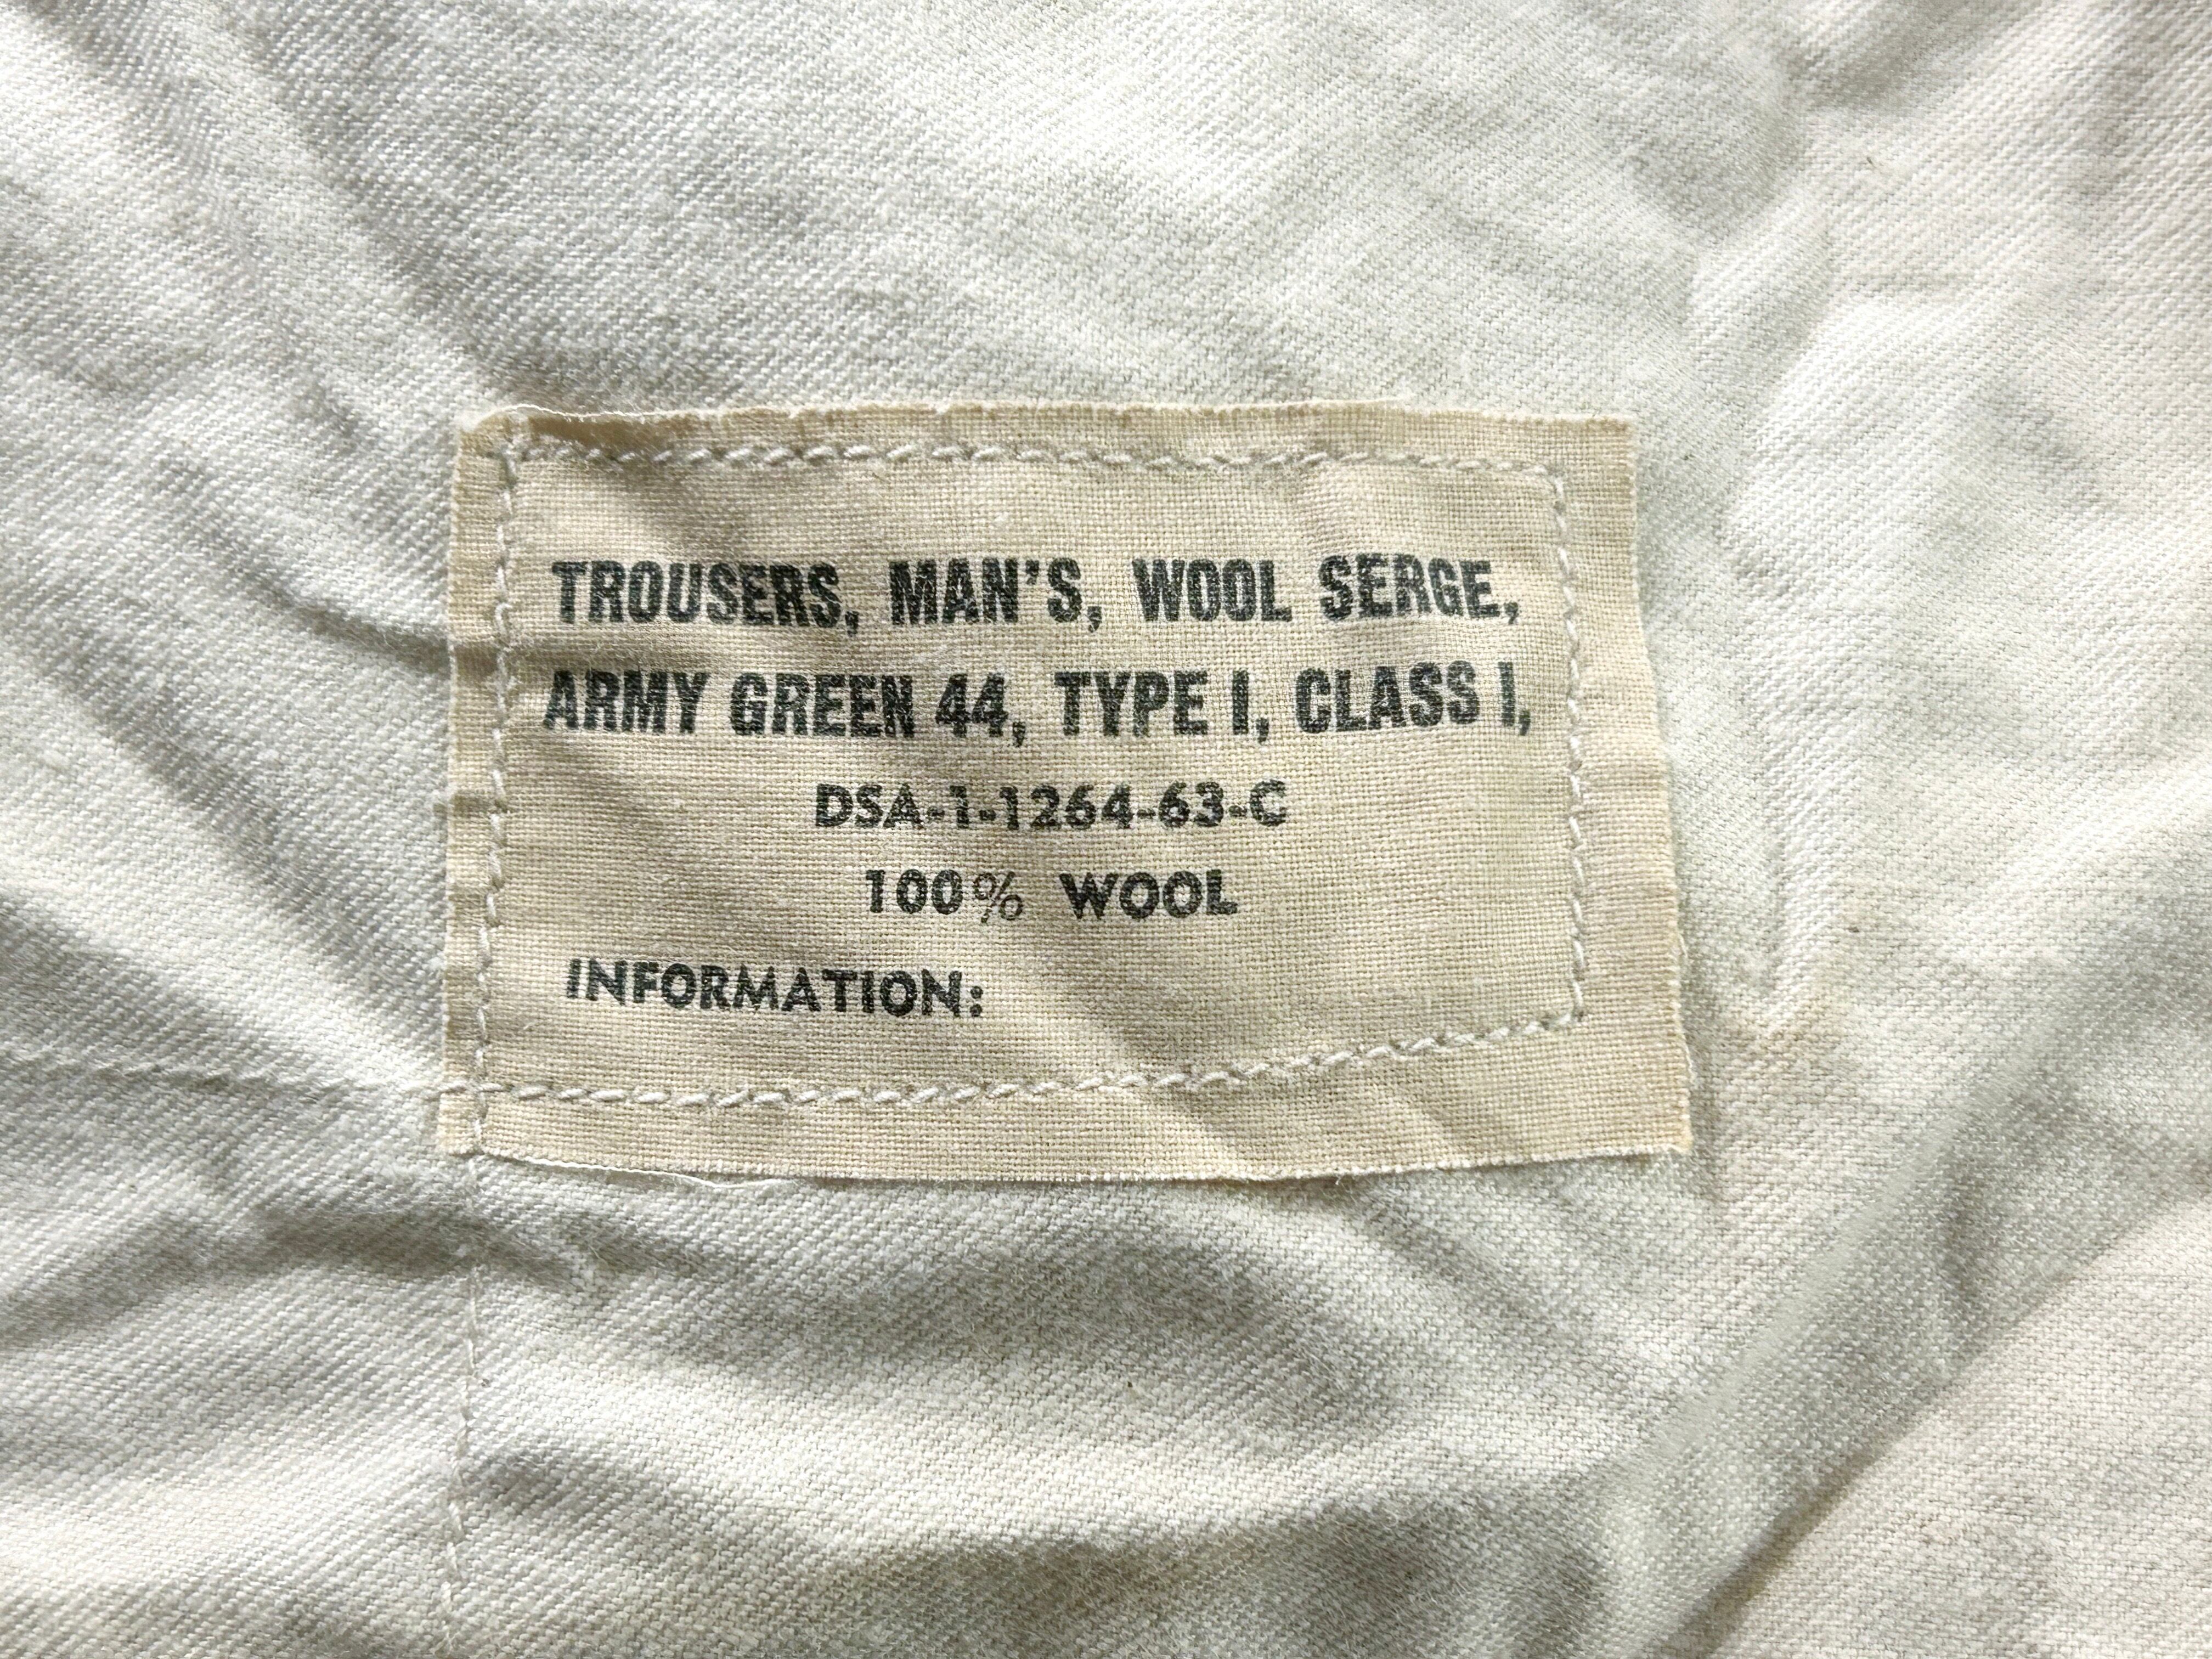 TROUSERS, MAN'S, WOOL SERGE,
ARMY GREEN 44, TYPE I, CLASS I,
DSA-1-1264-63-C
100% WOOL
INFORMATION: